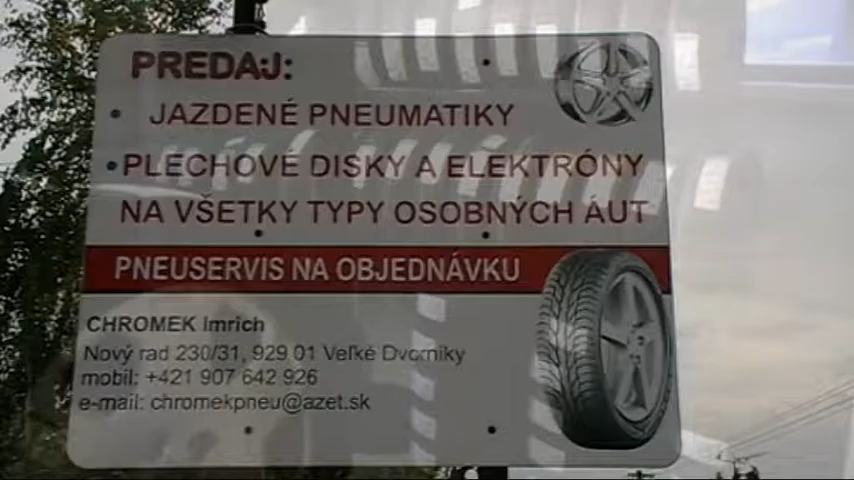 PREDAJ:
• JAZDENÉ PNEUMATIKY
• PLECHOVÉ DISKY A ELEKTRÓNY
NA VŠETKY TYPY OSOBNÝCH ÁUT
PNEUSERVIS NA OBJEDNÁVKU
CHROMEK Imrich
Nový rad 230/31, 929 01 Veľké Dvorníky
mobil: +421 907 642 926
e-mail: chromekpneu@azet.sk